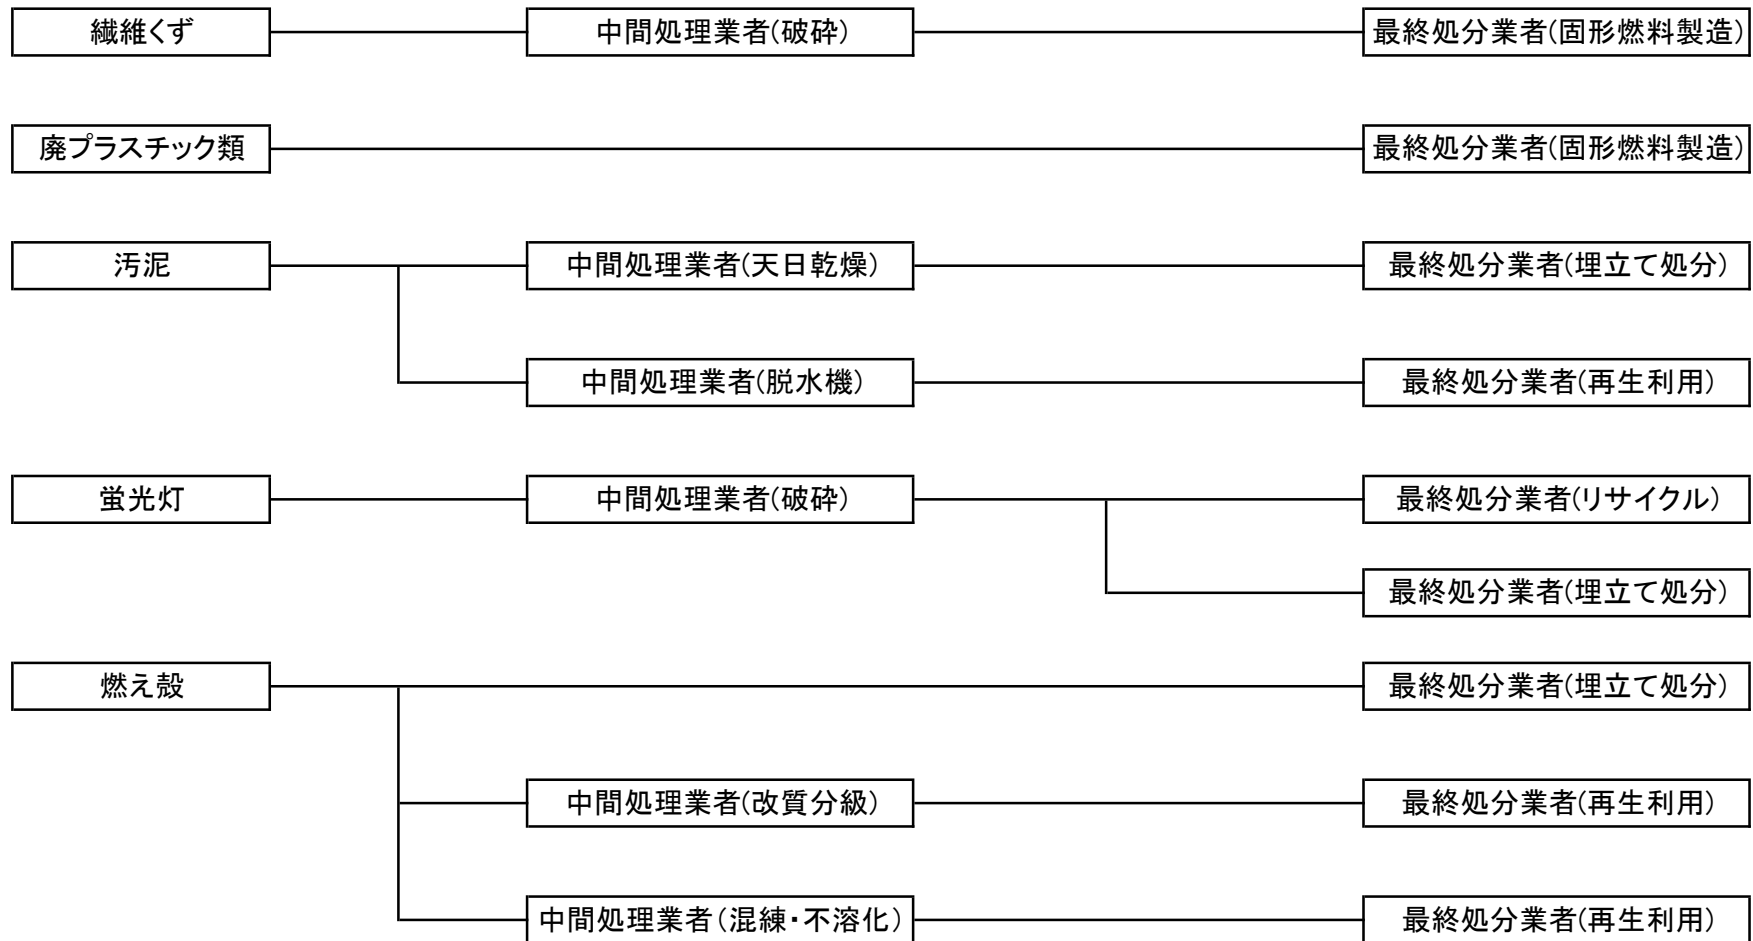 繊維くず 中間処理業者(破砕) 最終処分業者(固形燃料製造)
廃プラスチック類 最終処分業者(固形燃料製造)
汚泥 中間処理業者(天日乾燥) 最終処分業者(埋立て処分)
中間処理業者(脱水機) 最終処分業者(再生利用)
蛍光灯 中間処理業者(破砕) 最終処分業者(リサイクル)
最終処分業者(埋立て処分)
燃え殻 最終処分業者(埋立て処分)
中間処理業者(改質分級) 最終処分業者(再生利用)
中間処理業者(混練・不溶化) 最終処分業者(再生利用)